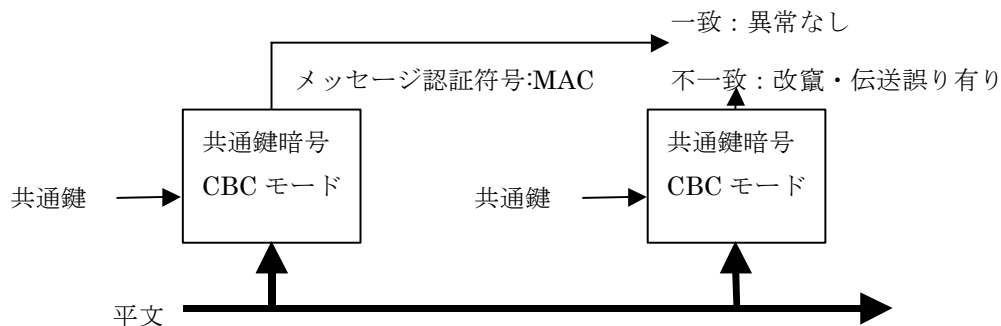 一致：異常なし
メッセージ認証符号:MAC
不一致：改竄・伝送誤り有り
共通鍵暗号
CBC モード
共通鍵
共通鍵暗号
CBC モード
共通鍵
平文